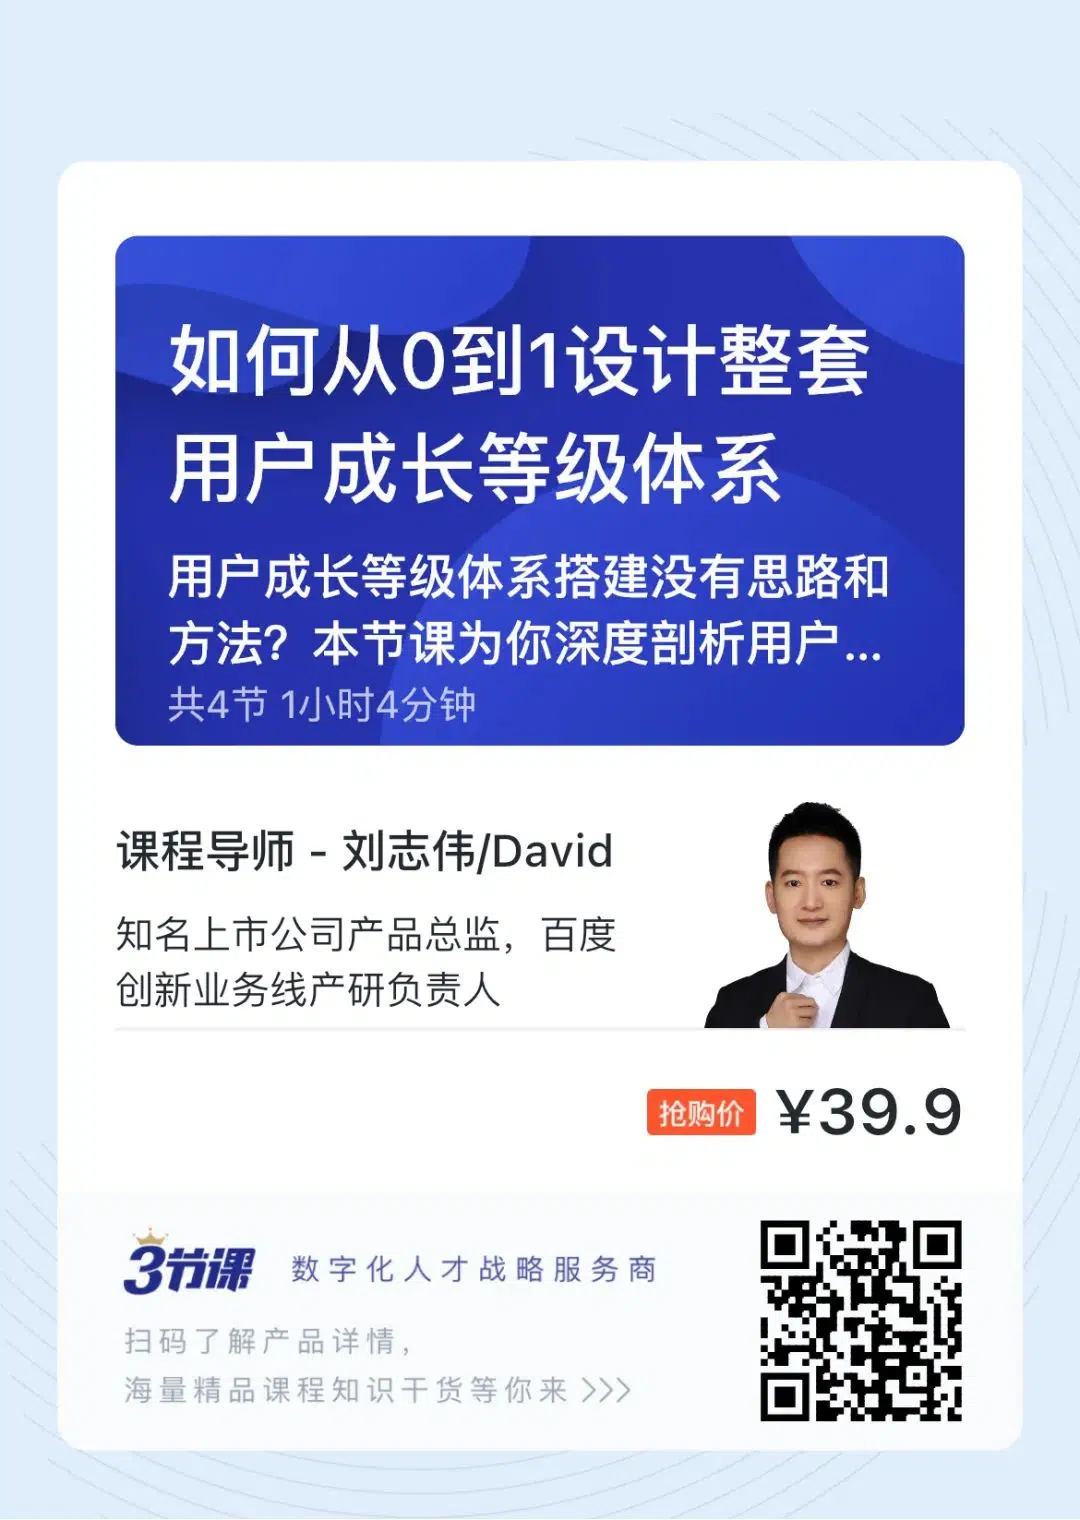 如何从0到1设计整套
用户成长等级体系
用户成长等级体系搭建没有思路和
方法？本节课为你深度剖析用户...
共4节 1小时4分钟
课程导师 - 刘志伟/David
知名上市公司产品总监，百度
创新业务线产研负责人
抢购价 ¥39.9
3节课 数字化人才战略服务商
扫码了解产品详情，
海量精品课程知识干货等你来 >>>